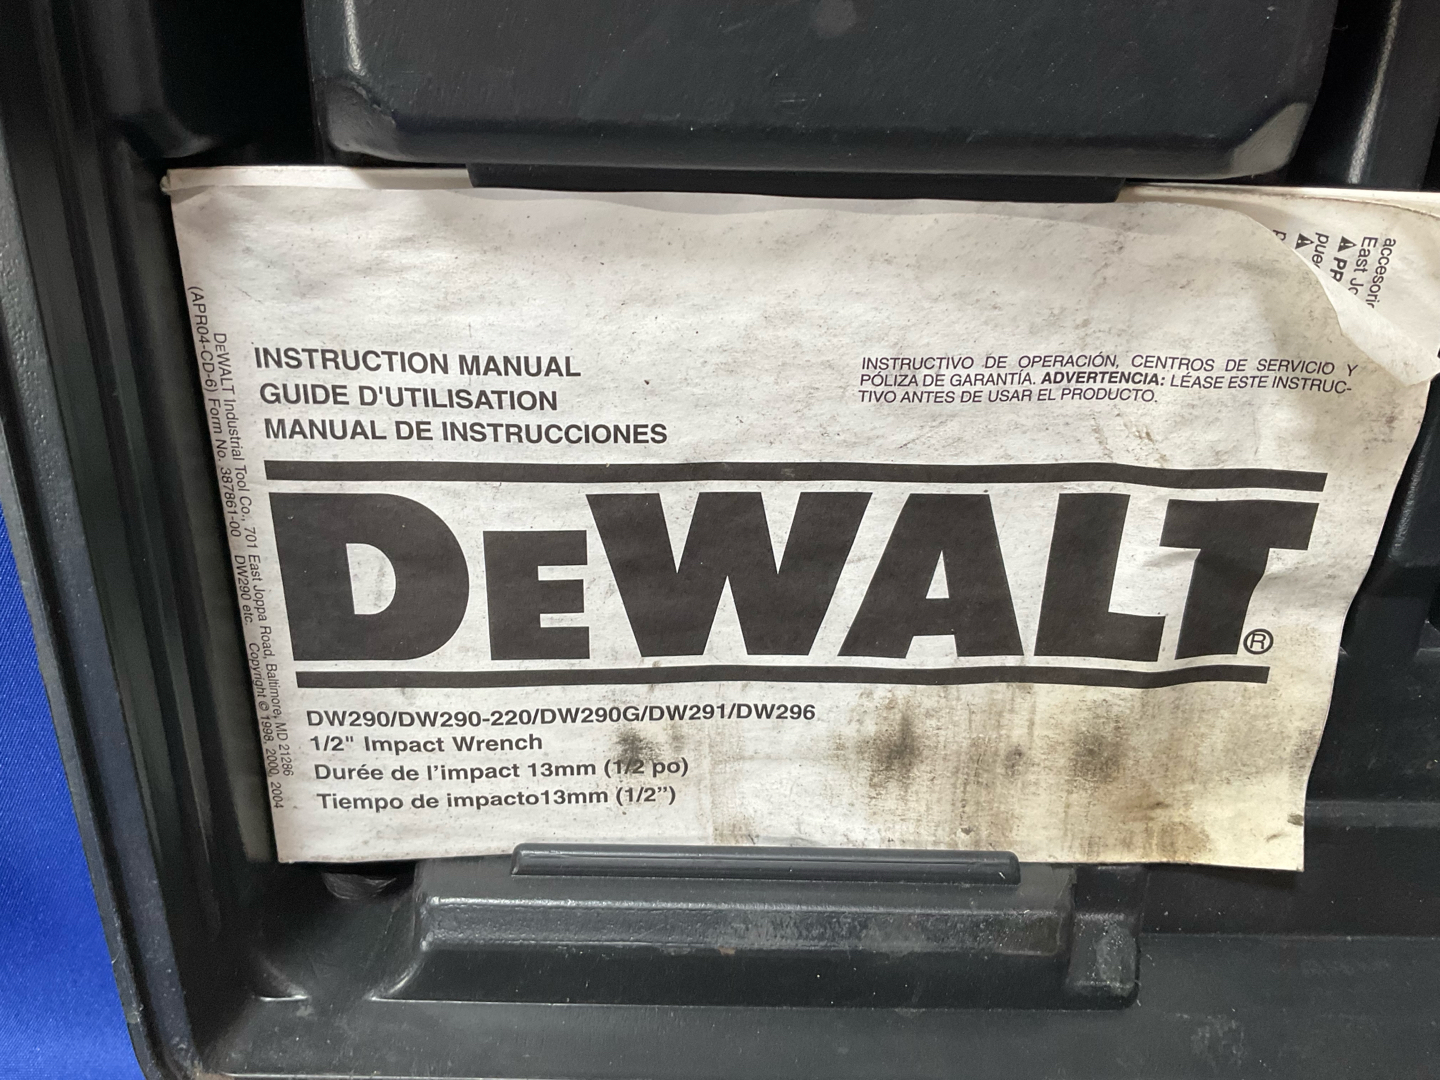 INSTRUCTION MANUAL
GUIDE D'UTILISATION
MANUAL DE INSTRUCCIONES
INSTRUCTIVO DE OPERACIÓN, CENTROS DE SERVICIO Y
PÓLIZA DE GARANTÍA. ADVERTENCIA: LÉASE ESTE INSTRUC-
TIVO ANTES DE USAR EL PRODUCTO.
DEWALT®
DW290/DW290-220/DW290G/DW291/DW296
1/2" Impact Wrench
Durée de l'impact 13mm (1/2 po)
Tiempo de impacto13mm (1/2”)
DEWALT Industrial Tool Co., 701 East Joppa Road, Baltimore, MD 21286
(APR04-CD-6) Form No. 387861-00 DW290 etc. Copyright © 1998, 2000, 2004
accesori
East Jo
PR
pue